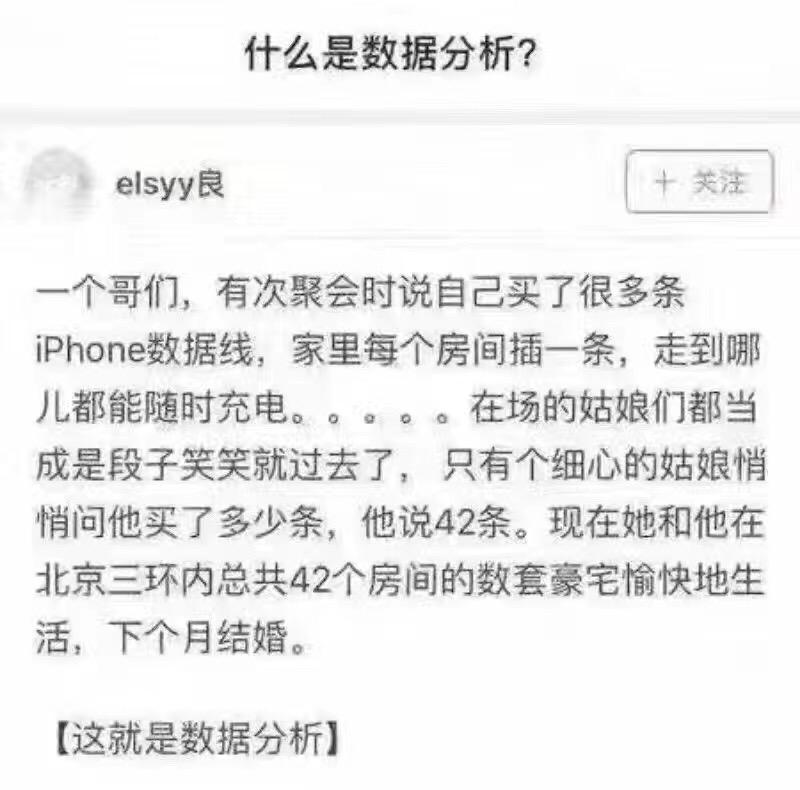 什么是数据分析?
elsyy良
+ 关注
一个哥们，有次聚会时说自己买了很多条
iPhone数据线，家里每个房间插一条，走到哪
儿都能随时充电。。。。。在场的姑娘们都当
成是段子笑笑就过去了， 只有个细心的姑娘悄
悄问他买了多少条，他说42条。现在她和他在
北京三环内总共42个房间的数套豪宅愉快地生
活，下个月结婚。
【这就是数据分析】